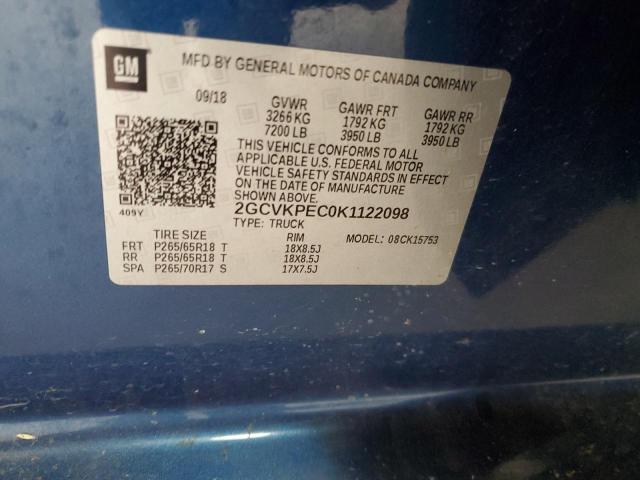 GM
MFD BY GENERAL MOTORS OF CANADA COMPANY
09/18 GVWR GAWR FRT GAWR RR
3266 KG 1792 KG 1792 KG
7200 LB 3950 LB 3950 LB
THIS VEHICLE CONFORMS TO ALL
APPLICABLE U.S. FEDERAL MOTOR
VEHICLE SAFETY STANDARDS IN EFFECT
ON THE DATE OF MANUFACTURE
SHOWN ABOVE.
409Y 2GCVKPEC0K1122098
TYPE: TRUCK
TIRE SIZE RIM MODEL: 08CK15753
FRT P265/65R18 T 18X8.5J
RR P265/65R18 T 18X8.5J
SPA P265/70R17 S 17X7.5J